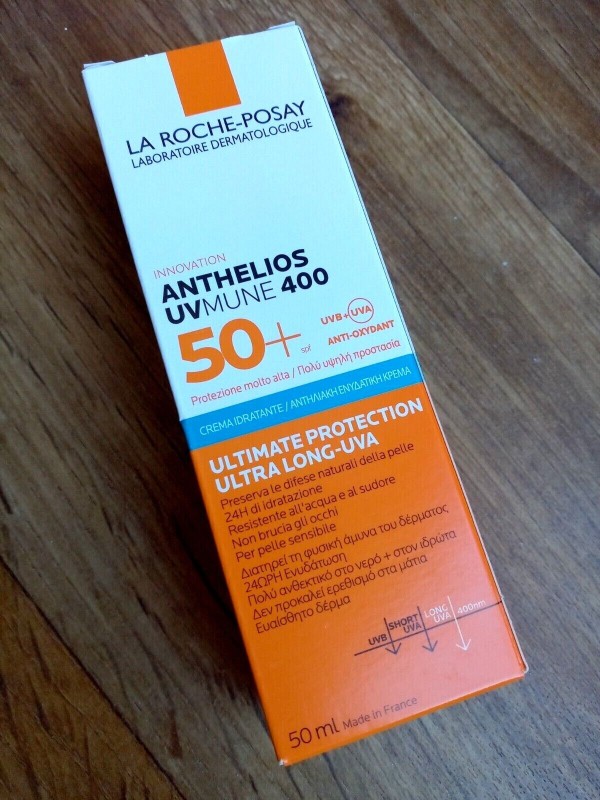 LA ROCHE-POSAY
LABORATOIRE DERMATOLOGIQUE
INNOVATION
ANTHELIOS
UVMUNE 400
50+
spf
UVB+UVA
ANTI-OXYDANT
Protezione molto alta / Πολύ υψηλή προστασία
CREMA IDRATANTE / ΑΝΤΗΛΙΑΚΗ ΕΝΥΔΑΤΙΚΗ ΚΡΕΜΑ
ULTIMATE PROTECTION
ULTRA LONG-UVA
Preserva le difese naturali della pelle
24H di idratazione
Resistente all'acqua e al sudore
Non brucia gli occhi
Per pelle sensibile
Διατηρεί τη φυσική άμυνα του δέρματος
24ΩΡΗ Ενυδάτωση
Πολύ ανθεκτικό στο νερό + στον ιδρώτα
Δεν προκαλεί ερεθισμό στα μάτια
Ευαίσθητο δέρμα
UVB
SHORT UVA
LONG UVA
400nm
50 ml Made in France